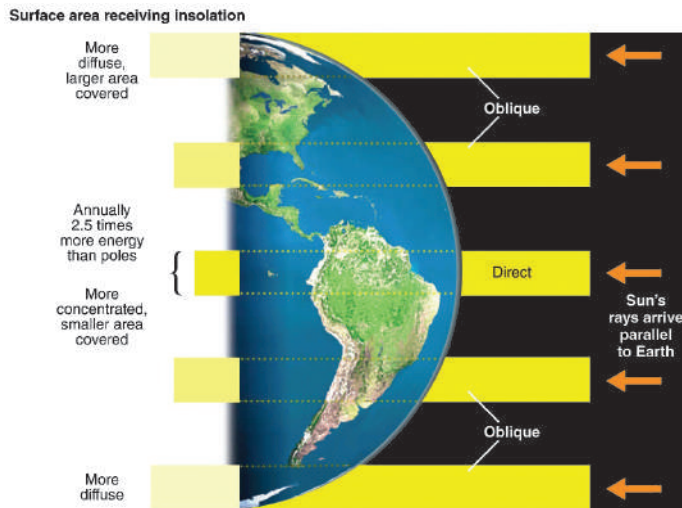 Surface area receiving insolation
More
diffuse,
larger area
covered
Oblique
Annually
2.5 times
more energy
than poles
{
More
concentrated,
smaller area
covered
Direct
Sun's
rays arrive
parallel
to Earth
Oblique
More
diffuse